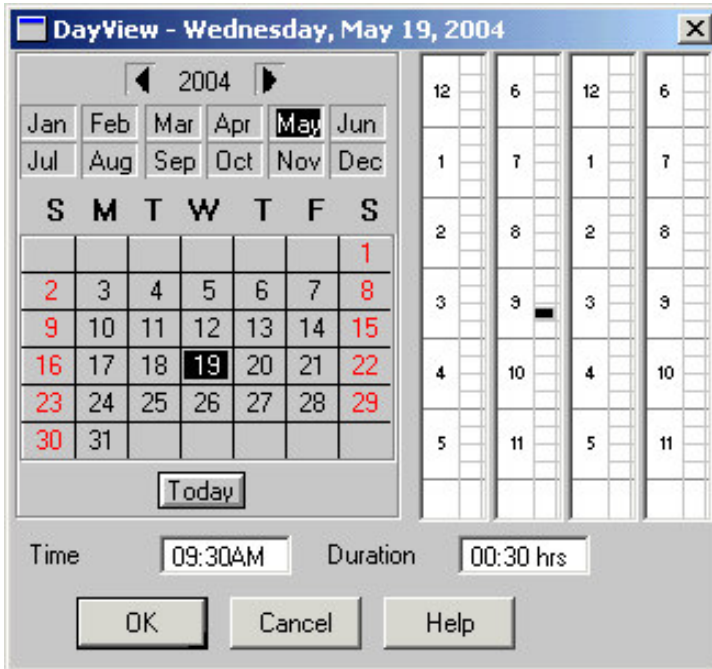 DayView - Wednesday, May 19, 2004
2004
Jan Feb Mar Apr May Jun
Jul Aug Sep Oct Nov Dec
S M T W T F S
1
2 3 4 5 6 7 8
9 10 11 12 13 14 15
16 17 18 19 20 21 22
23 24 25 26 27 28 29
30 31
Today
12 6 12 6
1 7 1 7
2 8 2 8
3 9 3 9
4 10 4 10
5 11 5 11
Time 09:30AM Duration 00:30 hrs
OK Cancel Help